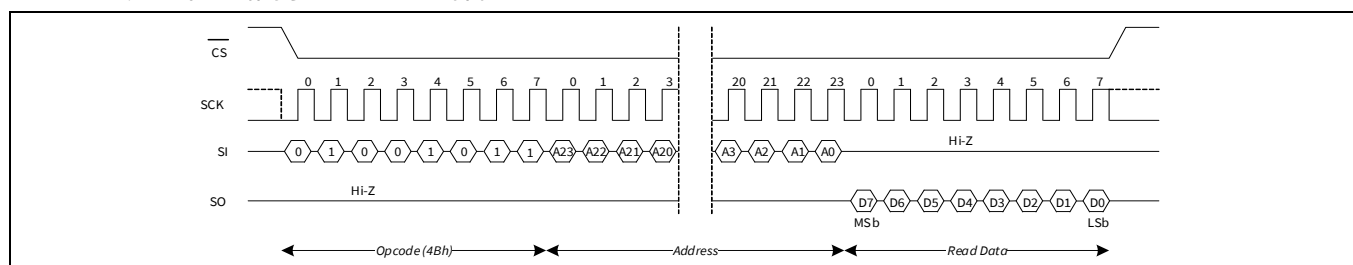 CS
0 1 2 3 4 5 6 7 0 1 2 3 20 21 22 23 0 1 2 3 4 5 6 7
SCK
Hi-Z
SI 0 1 0 0 1 0 1 1 A23 A22 A21 A20 A3 A2 A1 A0
Hi-Z
SO D7 D6 D5 D4 D3 D2 D1 D0
MSb LSb
Opcode (4Bh) Address Read Data